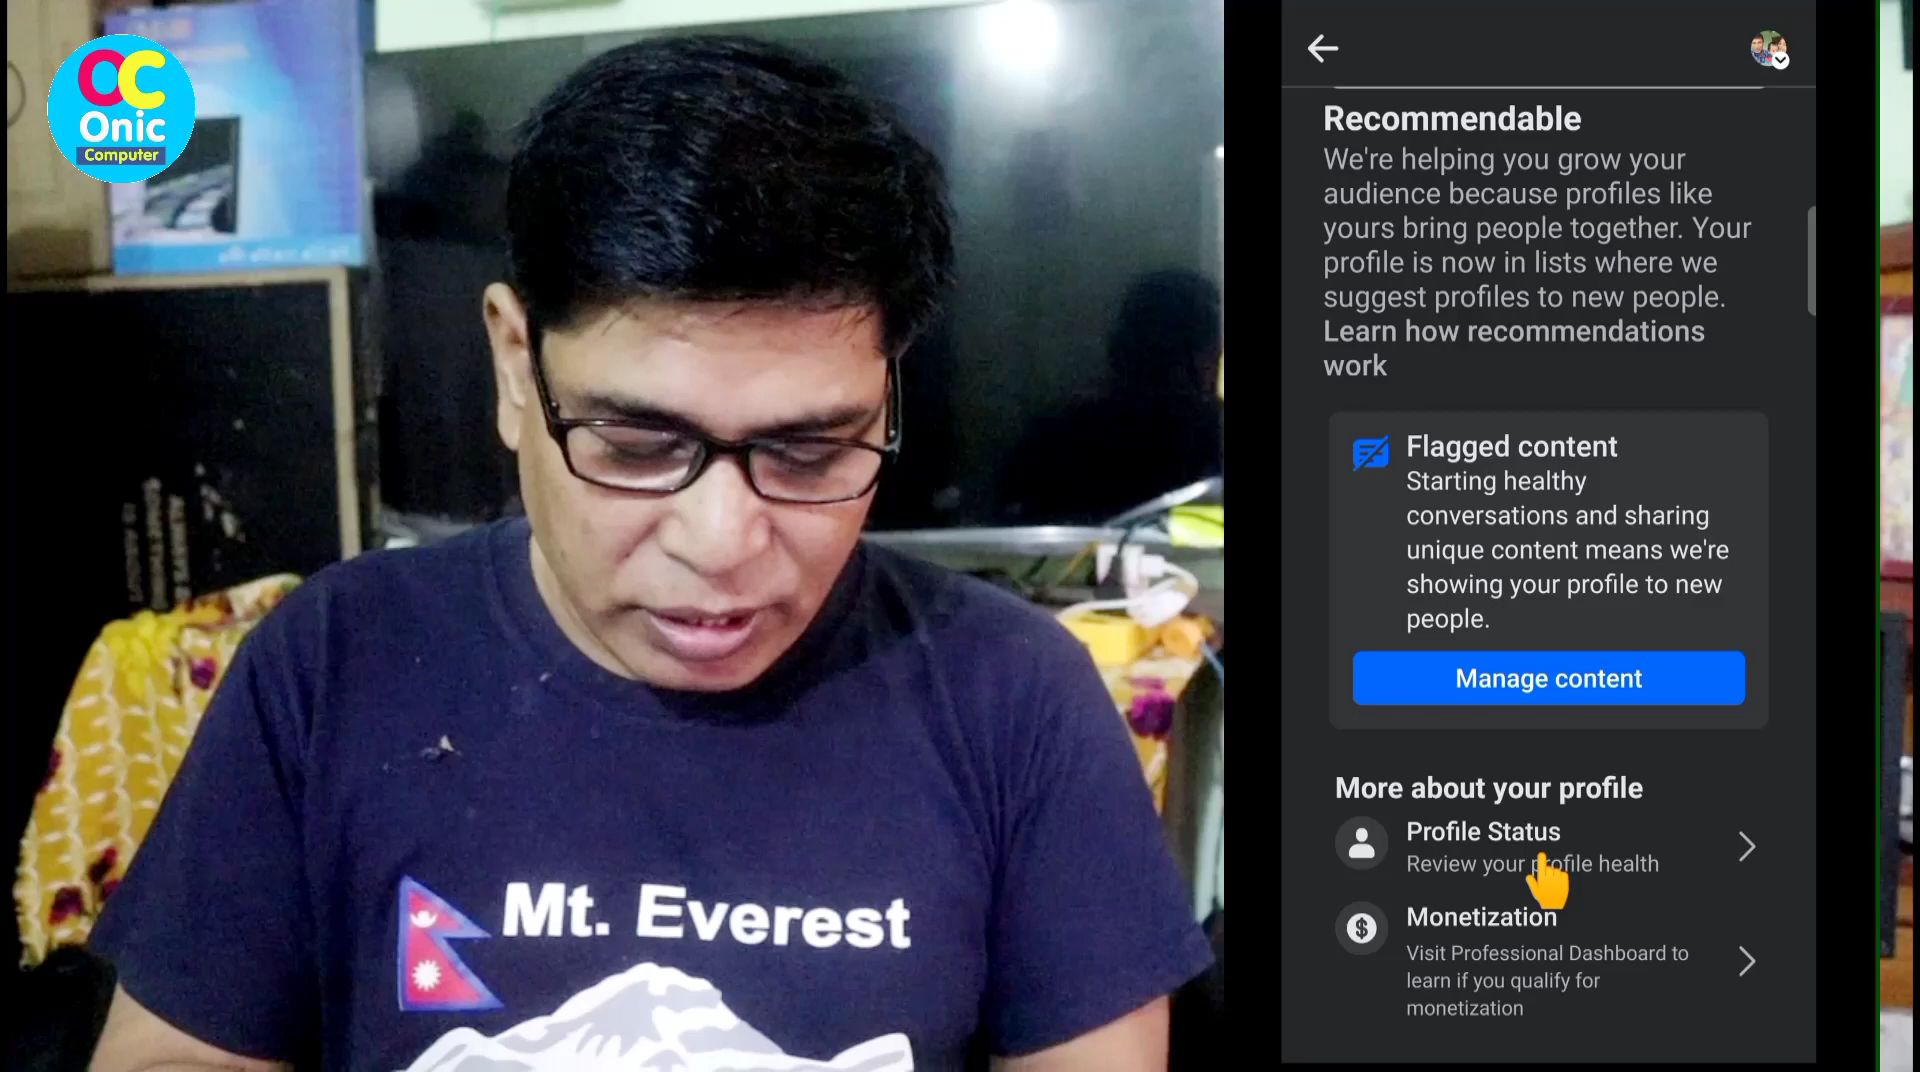 OC
Onic
Computer
Mt. Everest
Recommendable
We're helping you grow your
audience because profiles like
yours bring people together. Your
profile is now in lists where we
suggest profiles to new people.
Learn how recommendations
work
Flagged content
Starting healthy
conversations and sharing
unique content means we're
showing your profile to new
people.
Manage content
More about your profile
Profile Status
Review your profile health
Monetization
Visit Professional Dashboard to
learn if you qualify for
monetization